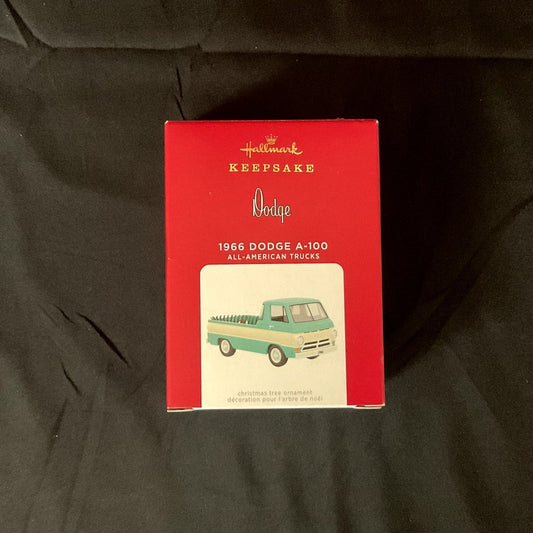 Hallmark
KEEPSAKE
Dodge
1966 DODGE A-100
ALL-AMERICAN TRUCKS
christmas tree ornament
décoration pour l'arbre de noël